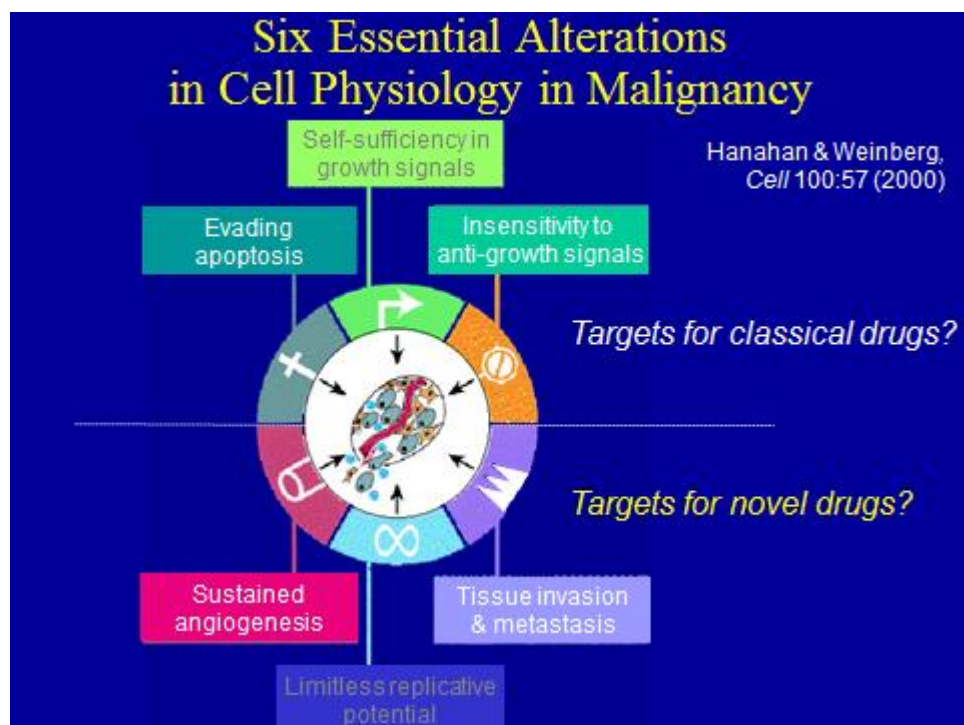 Six Essential Alterations
in Cell Physiology in Malignancy
Self-sufficiency in
growth signals
Hanahan & Weinberg,
Cell 100:57 (2000)
Evading
apoptosis
Insensitivity to
anti-growth signals
Targets for classical drugs?
Targets for novel drugs?
Sustained
angiogenesis
Tissue invasion
& metastasis
Limitless replicative
potential